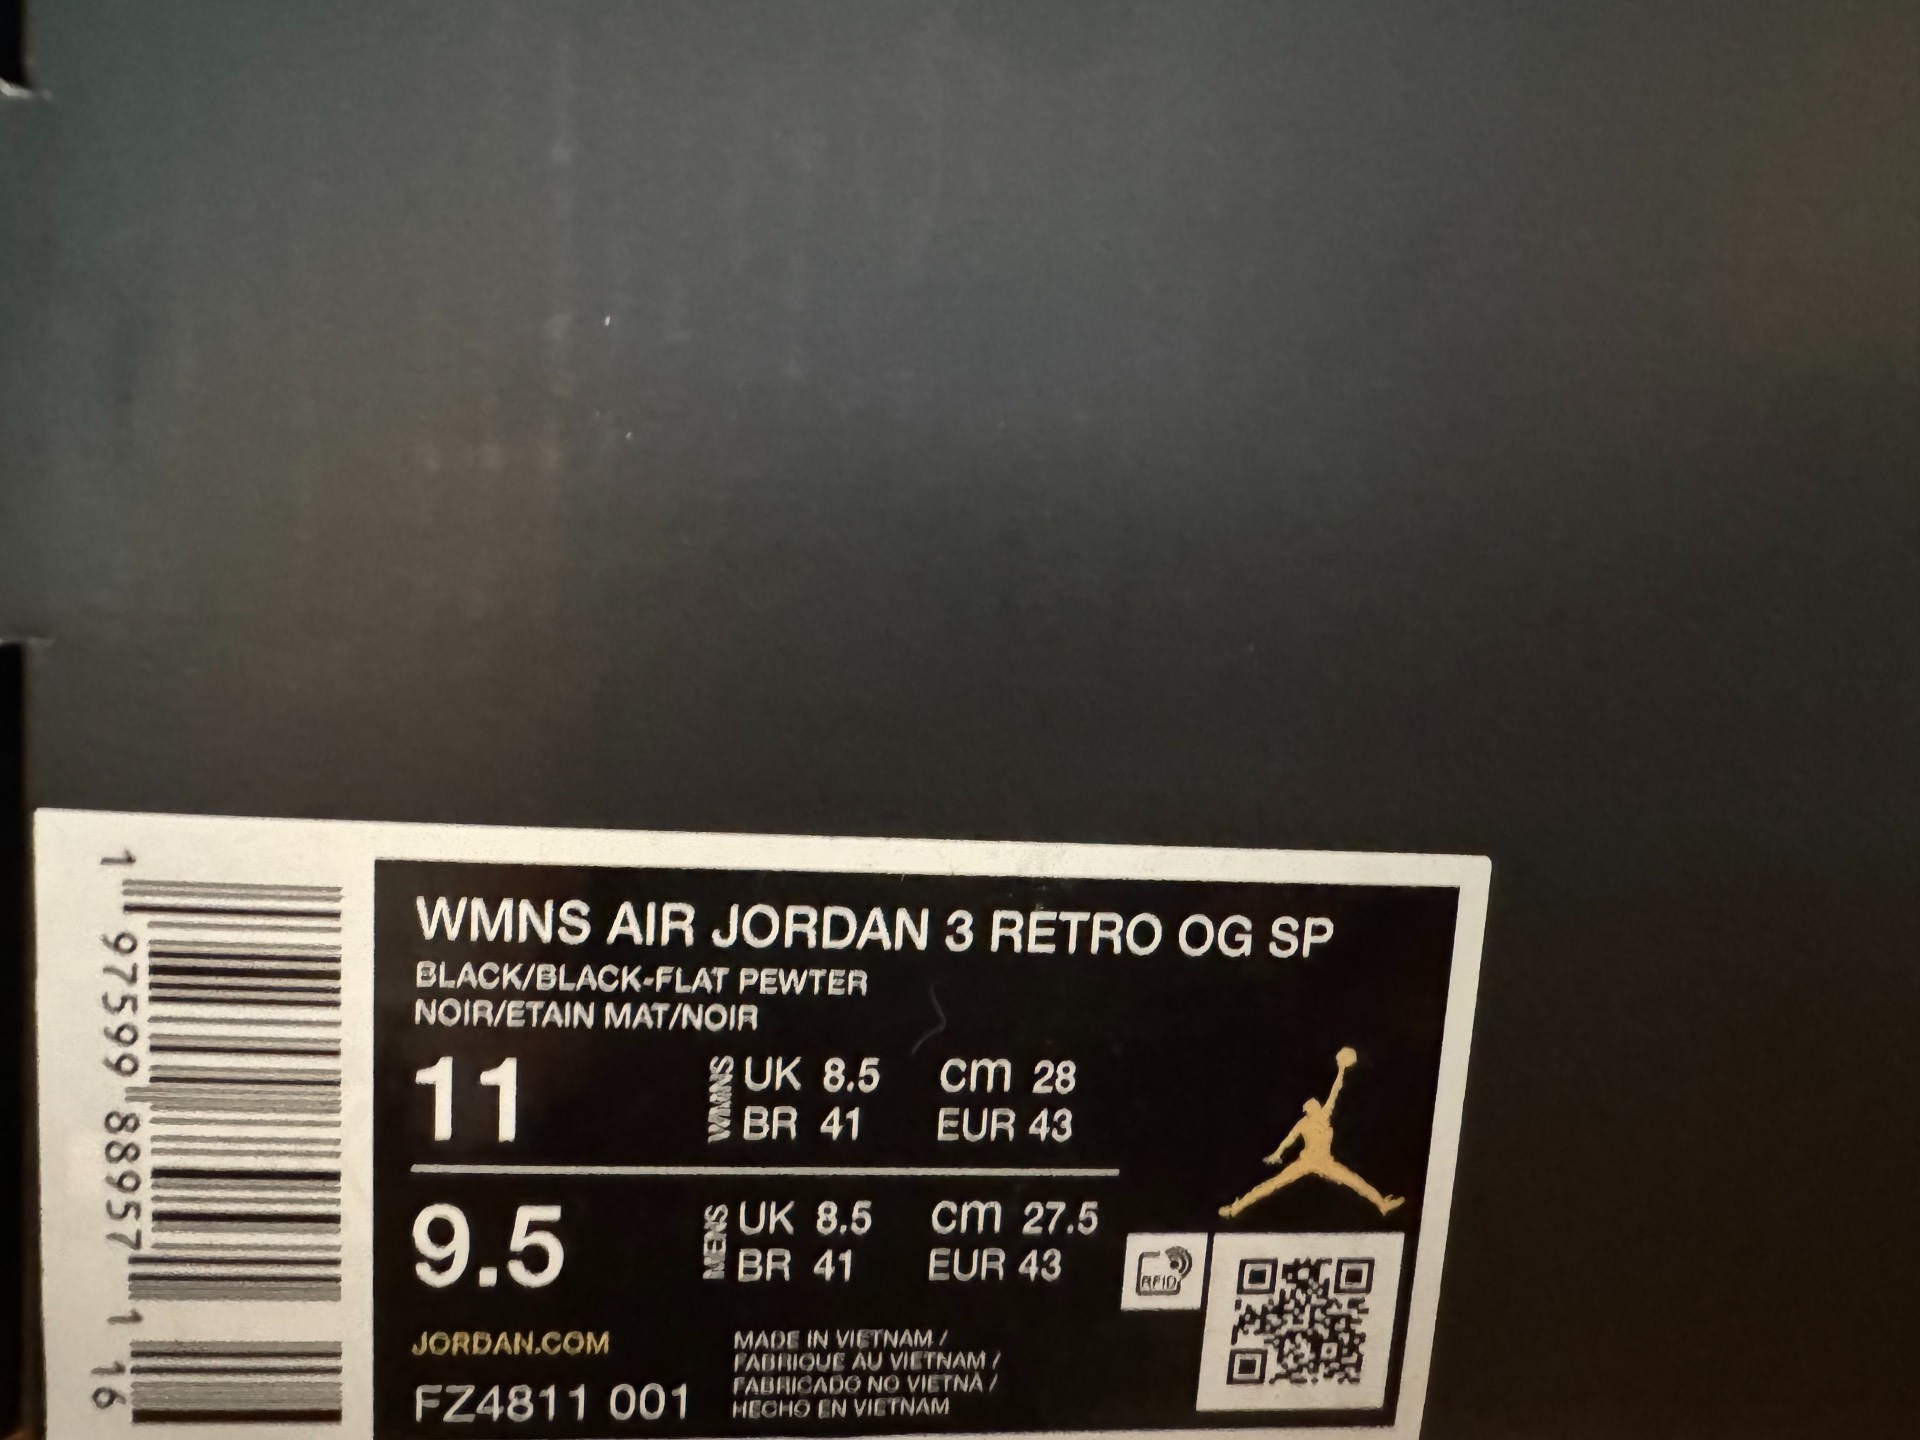 WMNS AIR JORDAN 3 RETRO OG SP
BLACK/BLACK-FLAT PEWTER
NOIR/ETAIN MAT/NOIR
11 WMNS UK 8.5 cm 28
BR 41 EUR 43
9.5 MENS UK 8.5 cm 27.5
BR 41 EUR 43
RFID
JORDAN.COM
FZ4811 001
MADE IN VIETNAM /
FABRIQUE AU VIETNAM /
FABRICADO NO VIETNÃ /
HECHO EN VIETNAM
1 97599 88957 1 16